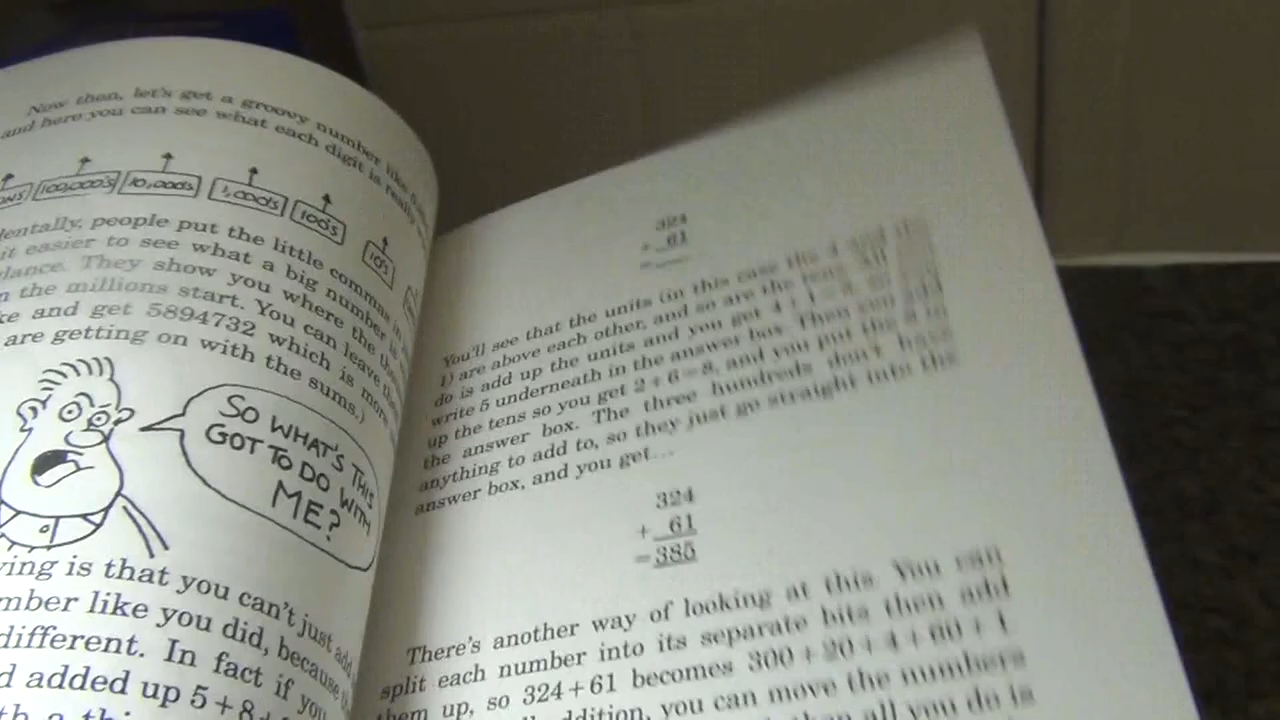 Now then, let's get a groovy number like
and here you can see what each digit is really
100,000's 10,000's 1,000's 100's 10's
people put the little commas
it easier to see what a big number is
They show you where the
the millions start. You can leave
and get 5894732 which is more
are getting on with the sums.)
SO WHAT'S THIS
GOT TO DO WITH
ME?
is that you can't just add
like you did, because
different. In fact if you
added up 5+8+
324
+ 61
=
You'll see that the units (in this case the 4 and
1) are above each other, and so are the tens. All
do is add up the units and you get 4+1=5, so
write 5 underneath in the answer box. Then you add
up the tens so you get 2+6=8, and you put the 8 in
the answer box. The three hundreds don't have
anything to add to, so they just go straight into the
answer box, and you get...
324
+ 61
=385
There's another way of looking at this. You can
split each number into its separate bits then add
them up, so 324+61 becomes 300+20+4+60+1.
you can move the numbers
all you do is